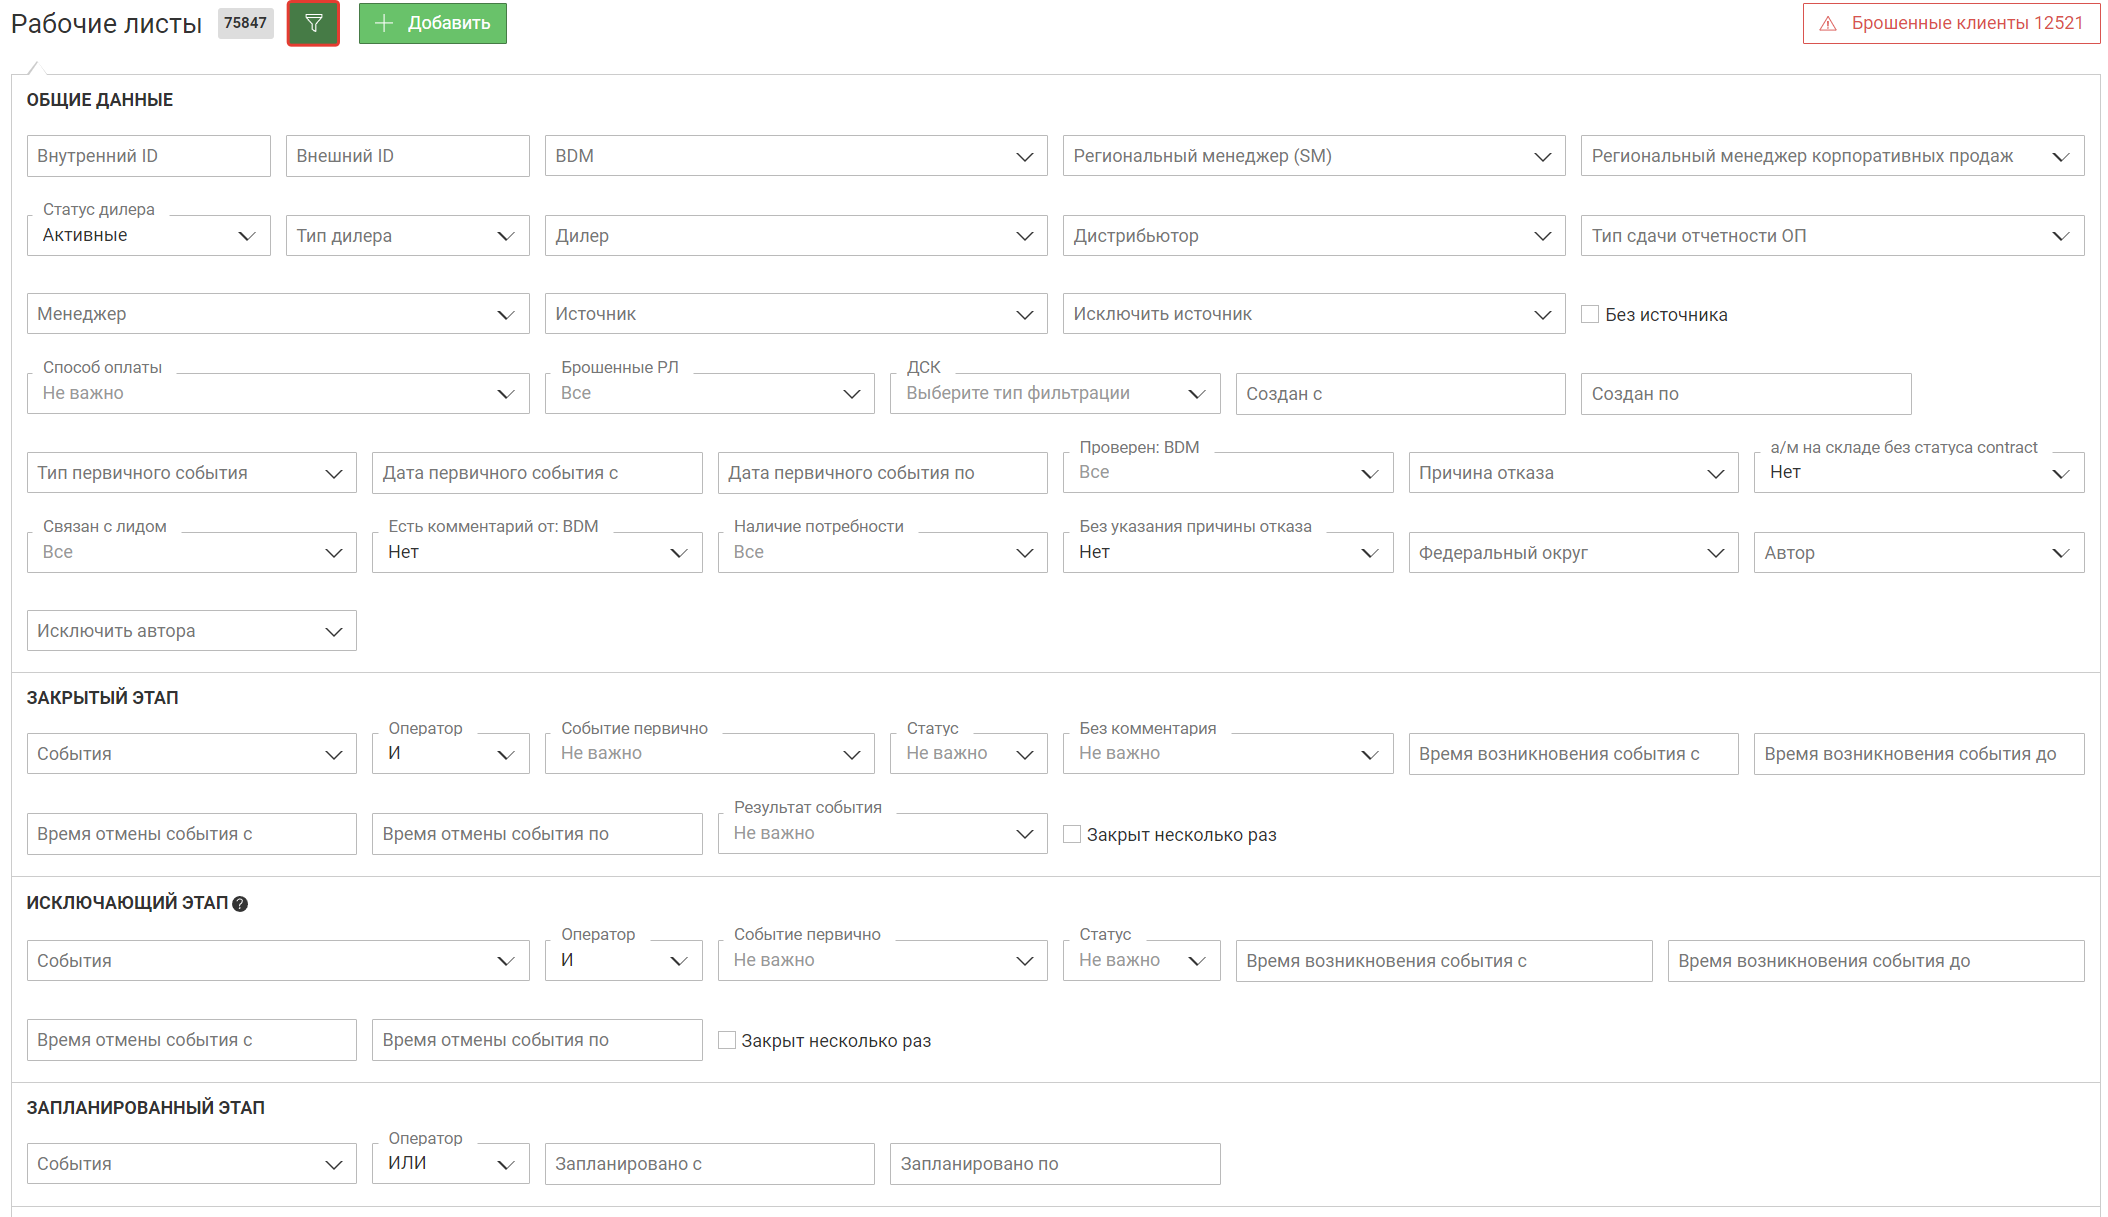 Рабочие листы 75847 Добавить Брошенные клиенты 12521
ОБЩИЕ ДАННЫЕ
Внутренний ID Внешний ID BDM Региональный менеджер (SM) Региональный менеджер корпоративных продаж
Статус дилера
Активные Тип дилера Дилер Дистрибьютор Тип сдачи отчетности ОП
Менеджер Источник Исключить источник Без источника
Способ оплаты Брошенные РЛ ДСК
Не важно Все Выберите тип фильтрации Создан с Создан по
Проверен: BDM а/м на складе без статуса contract
Тип первичного события Дата первичного события с Дата первичного события по Все Причина отказа Нет
Связан с лидом Есть комментарий от: BDM Наличие потребности Без указания причины отказа
Все Нет Все Нет Федеральный округ Автор
Исключить автора
ЗАКРЫТЫЙ ЭТАП
Оператор Событие первично Статус Без комментария
События И Не важно Не важно Не важно Время возникновения события с Время возникновения события до
Результат события
Время отмены события с Время отмены события по Не важно Закрыт несколько раз
ИСКЛЮЧАЮЩИЙ ЭТАП ?
Оператор Событие первично Статус
События И Не важно Не важно Время возникновения события с Время возникновения события до
Время отмены события с Время отмены события по Закрыт несколько раз
ЗАПЛАНИРОВАННЫЙ ЭТАП
Оператор
События ИЛИ Запланировано с Запланировано по